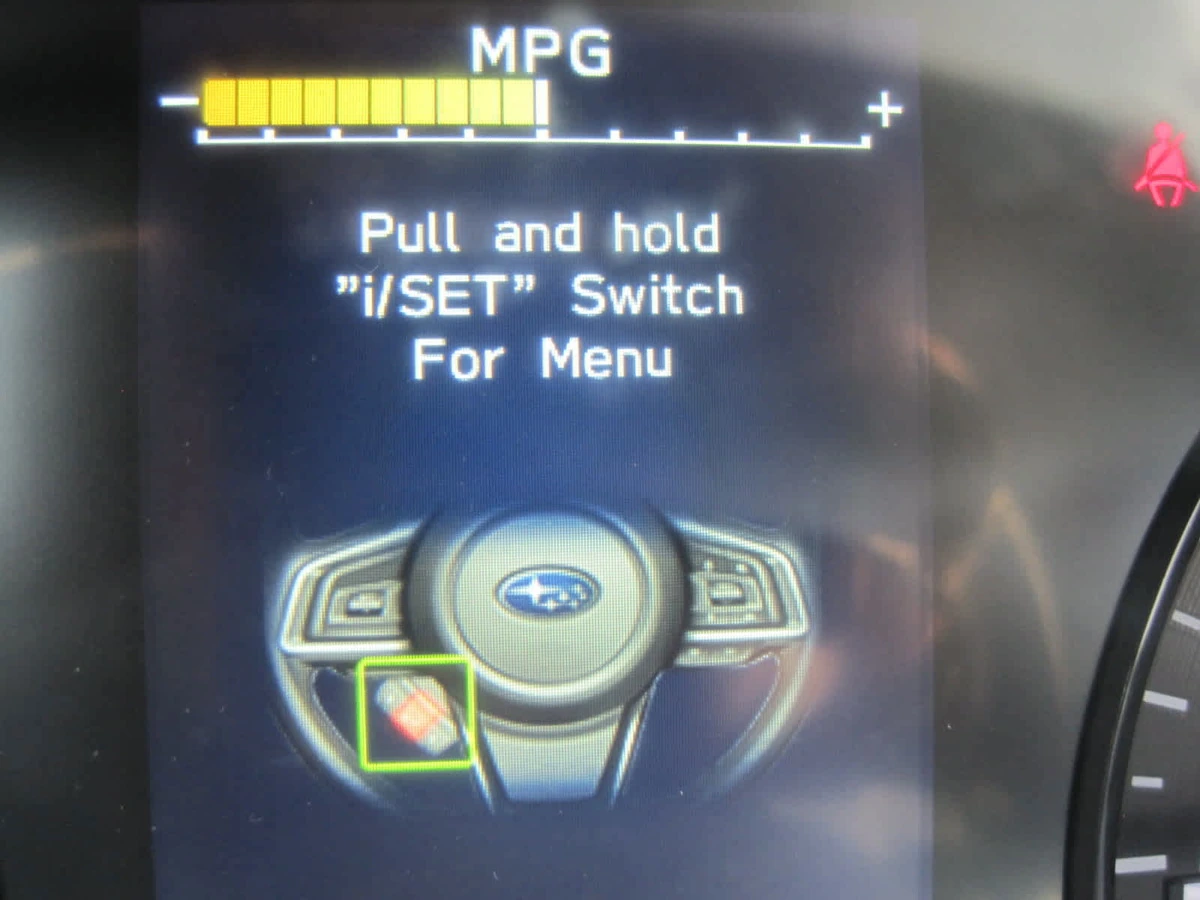 MPG
− +
Pull and hold
”i/SET” Switch
For Menu